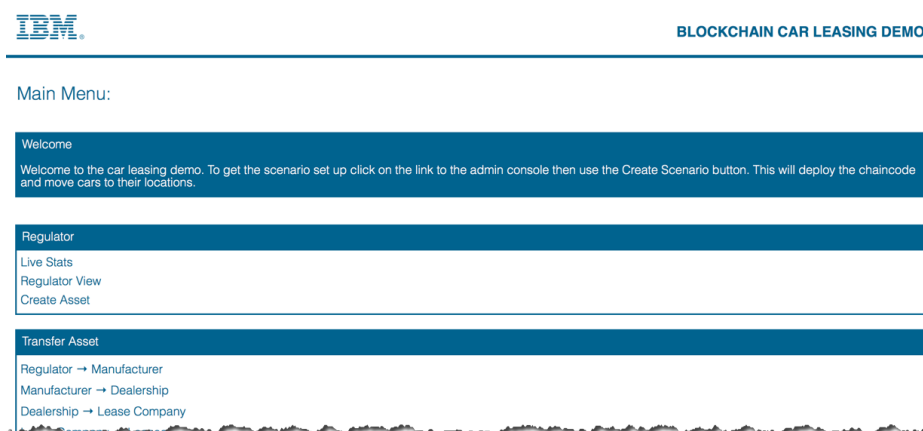 IBM.
BLOCKCHAIN CAR LEASING DEMO
Main Menu:
Welcome
Welcome to the car leasing demo. To get the scenario set up click on the link to the admin console then use the Create Scenario button. This will deploy the chaincode
and move cars to their locations.
Regulator
Live Stats
Regulator View
Create Asset
Transfer Asset
Regulator → Manufacturer
Manufacturer → Dealership
Dealership → Lease Company